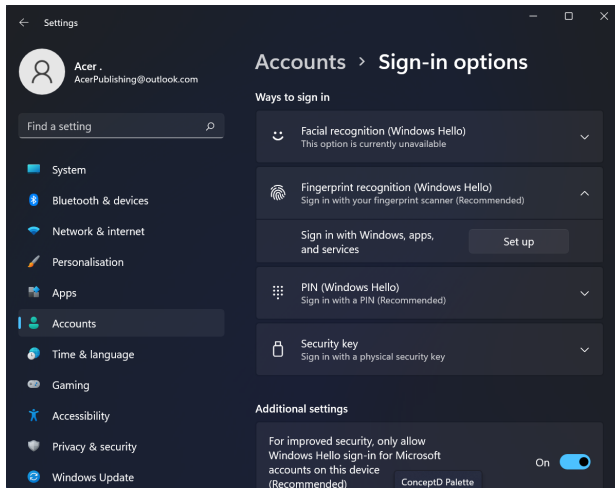 Settings
Acer .
AcerPublishing@outlook.com
Find a setting
System
Bluetooth & devices
Network & internet
Personalisation
Apps
Accounts
Time & language
Gaming
Accessibility
Privacy & security
Windows Update
Accounts > Sign-in options
Ways to sign in
Facial recognition (Windows Hello)
This option is currently unavailable
Fingerprint recognition (Windows Hello)
Sign in with your fingerprint scanner (Recommended)
Sign in with Windows, apps,
and services
Set up
PIN (Windows Hello)
Sign in with a PIN (Recommended)
Security key
Sign in with a physical security key
Additional settings
For improved security, only allow
Windows Hello sign-in for Microsoft
accounts on this device
(Recommended)
On
ConceptD Palette